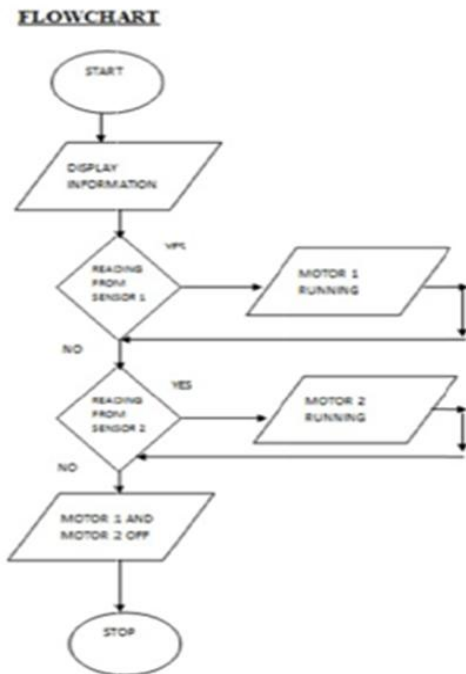 FLOWCHART
START
DISPLAY
INFORMATION
READING
FROM
SENSOR 1
YES
MOTOR 1
RUNNING
NO
READING
FROM
SENSOR 2
YES
MOTOR 2
RUNNING
NO
MOTOR 1 AND
MOTOR 2 OFF
STOP